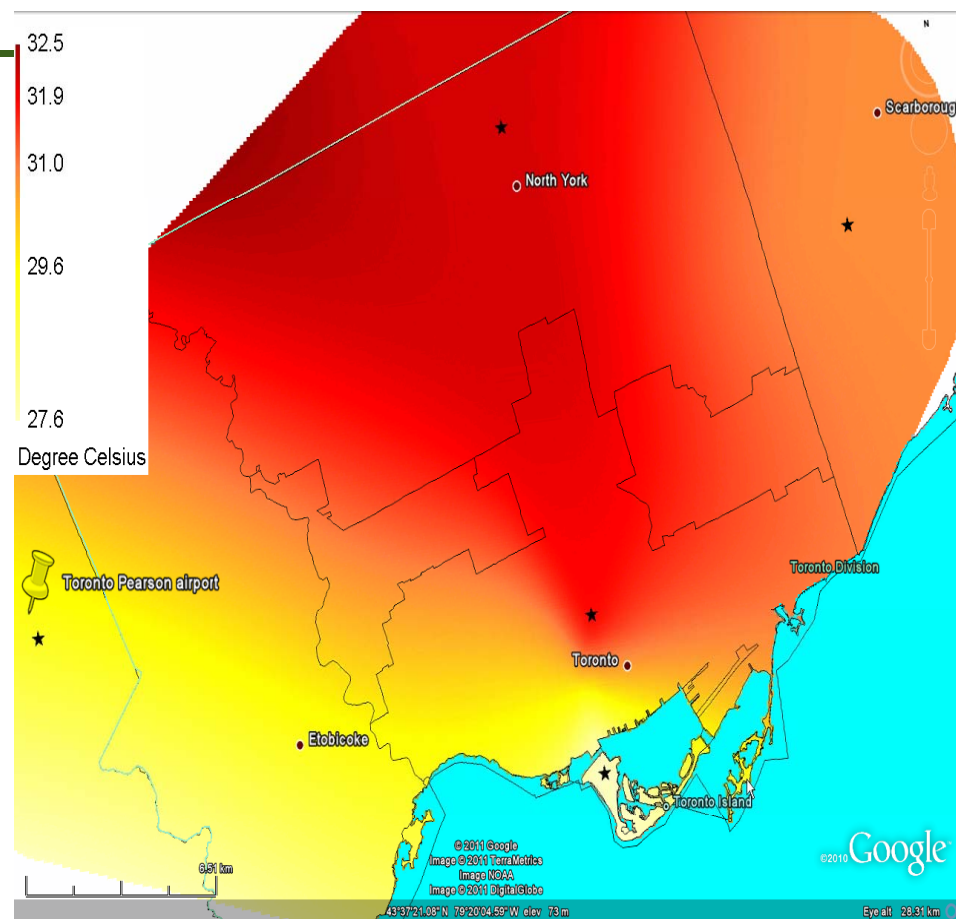 32.5
31.9
31.0
29.6
27.6
Degree Celsius
N
Scarboroug
North York
Toronto Pearson airport
Toronto Division
Toronto
Etobicoke
Toronto Island
© 2011 Google
Image © 2011 TerraMetrics
Image NOAA
Image © 2011 DigitalGlobe
©2010 Google
6.51 km
43°37'21.08" N 79°20'04.59" W elev 73 m
Eye alt 28.31 km